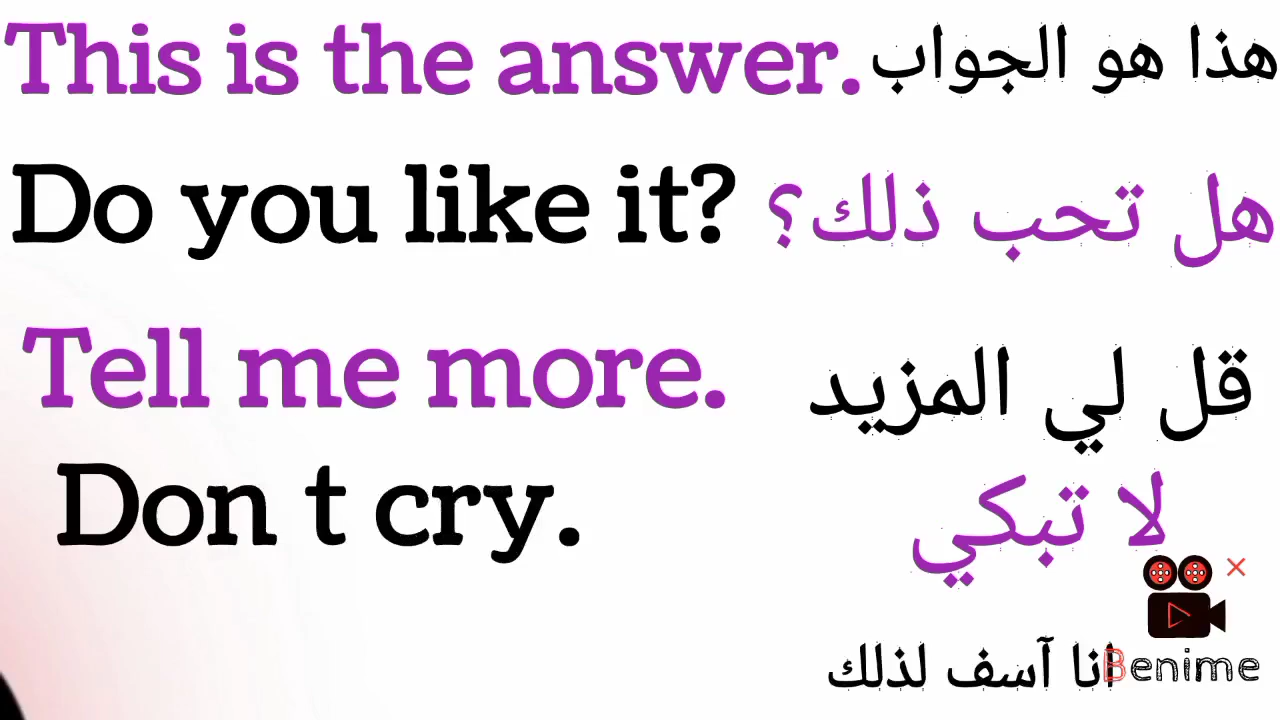 This is the answer. هذا هو الجواب
Do you like it? هل تحب ذلك؟
Tell me more. قل لي المزيد
Don t cry. لا تبكي
انا آسف لذلك
Benime